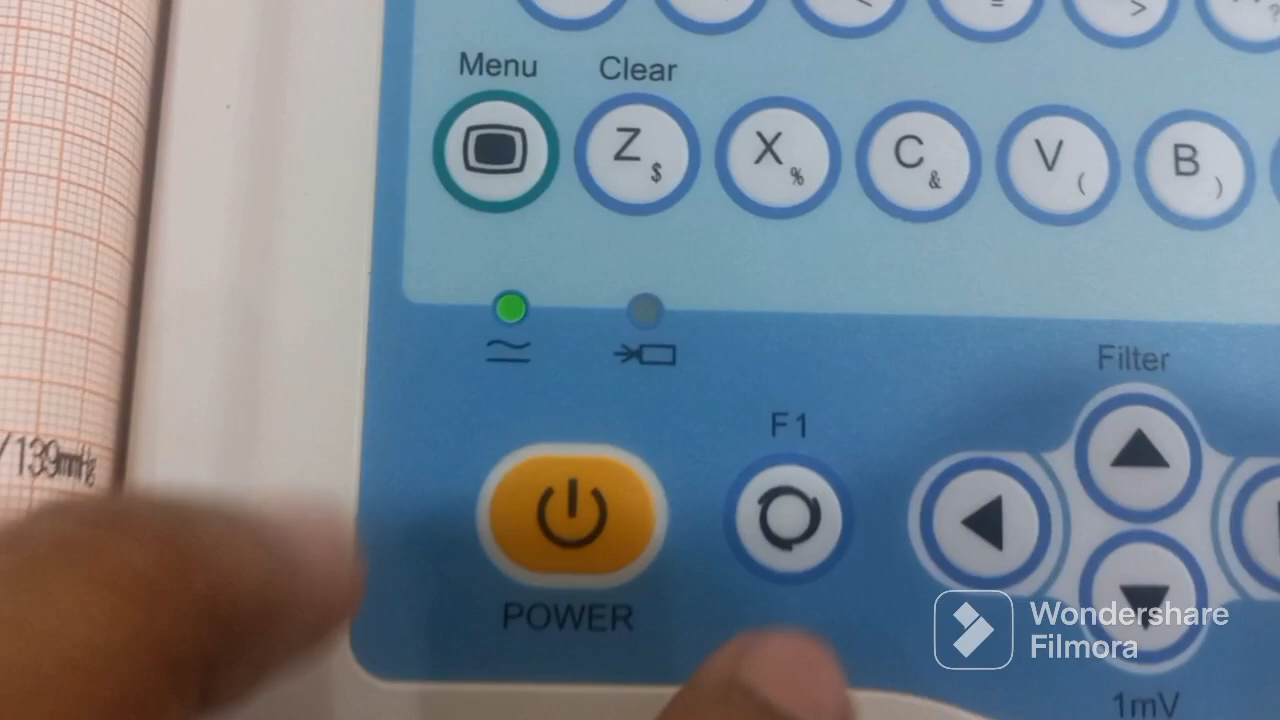 Menu Clear
Z $ X % C & V ( B )
Filter
F1
/139mmHg
POWER
Wondershare
Filmora
1mV